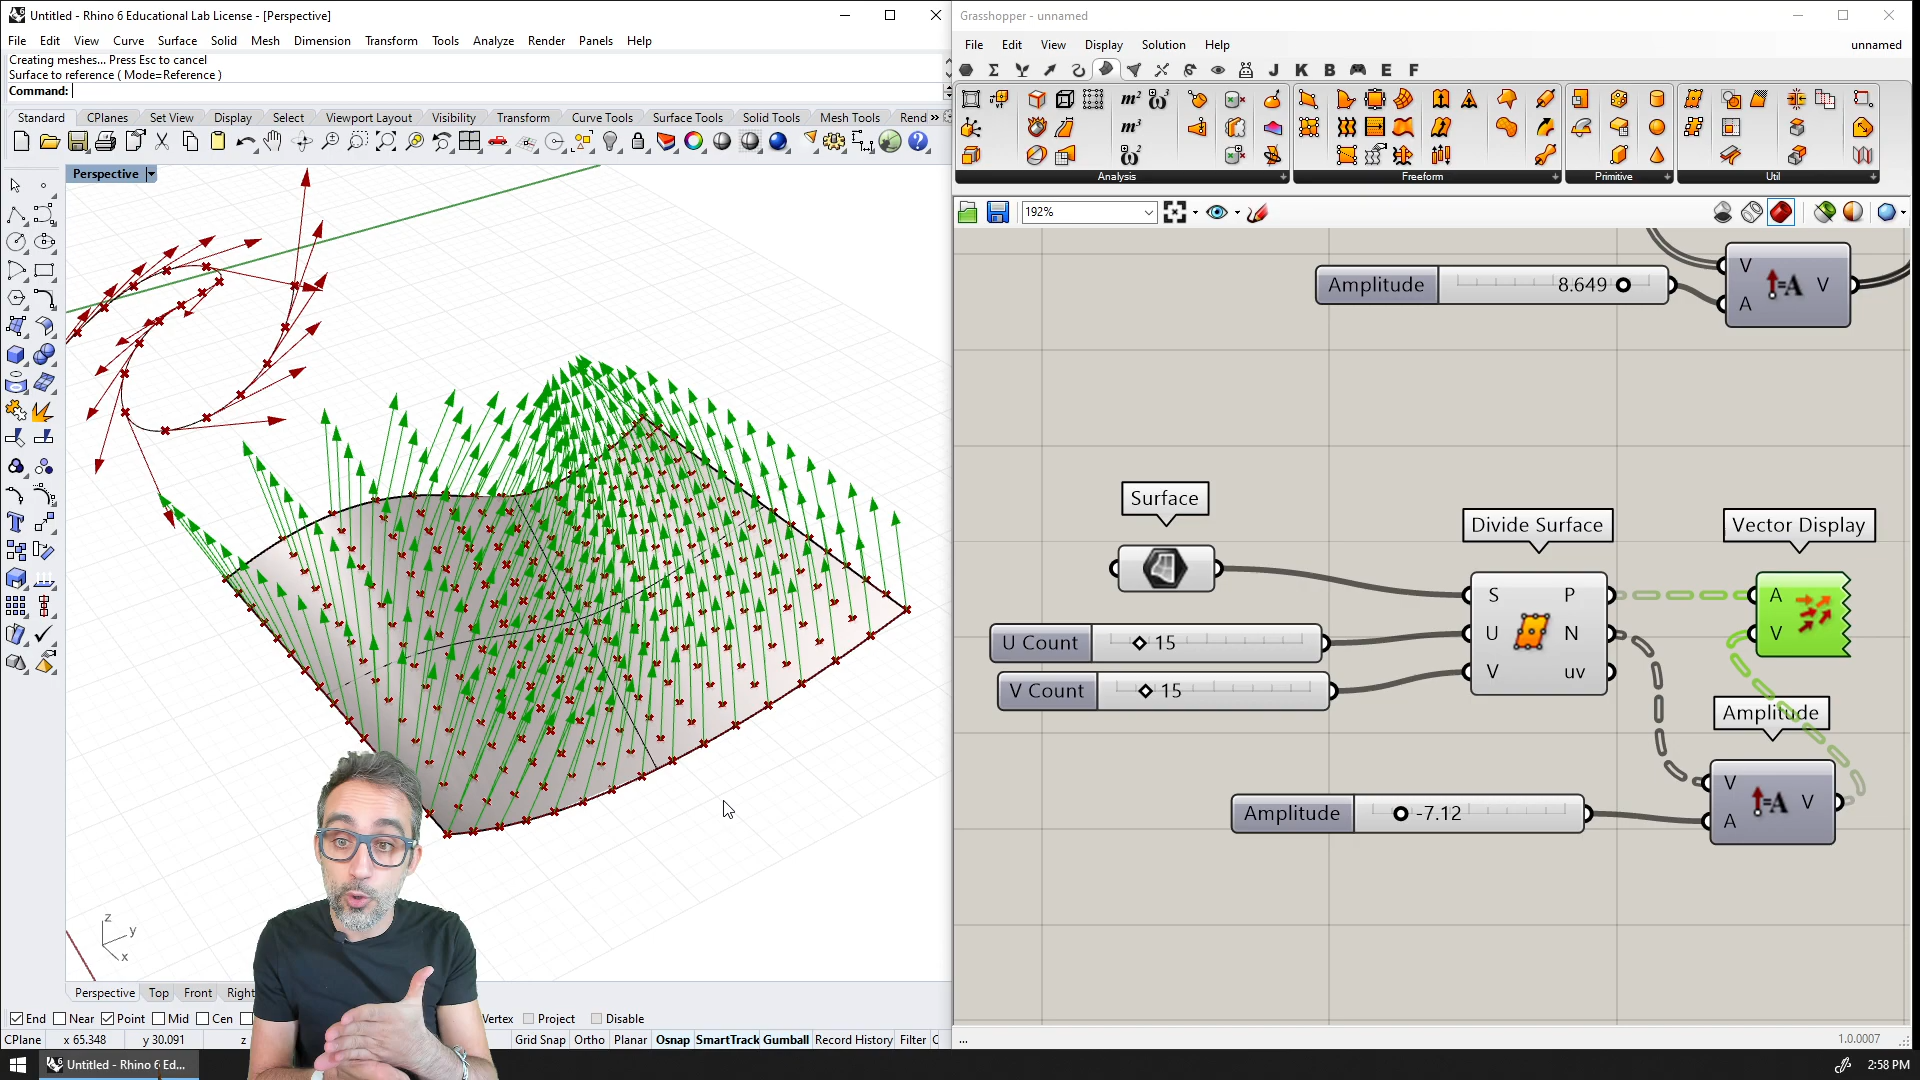 Untitled - Rhino 6 Educational Lab License - [Perspective]
File Edit View Curve Surface Solid Mesh Dimension Transform Tools Analyze Render Panels Help
Creating meshes... Press Esc to cancel
Surface to reference ( Mode=Reference )
Command:
Standard CPlanes Set View Display Select Viewport Layout Visibility Transform Curve Tools Surface Tools Solid Tools Mesh Tools Rend »
Perspective
z
y
x
Perspective Top Front Right
End Near Point Mid Cen Vertex Project Disable
CPlane x 65.348 y 30.091 z Grid Snap Ortho Planar Osnap SmartTrack Gumball Record History Filter C
Untitled - Rhino 6 Ed...
Grasshopper - unnamed
File Edit View Display Solution Help unnamed
J K B E F
m² m³
Analysis Freeform Primitive Util
192%
Amplitude 8.649
V
A
=A
V
Surface
Divide Surface
Vector Display
S P
U N
V uv
A
V
U Count 15
V Count 15
Amplitude
Amplitude -7.12
V
A
=A
V
...
1.0.0007
2:58 PM